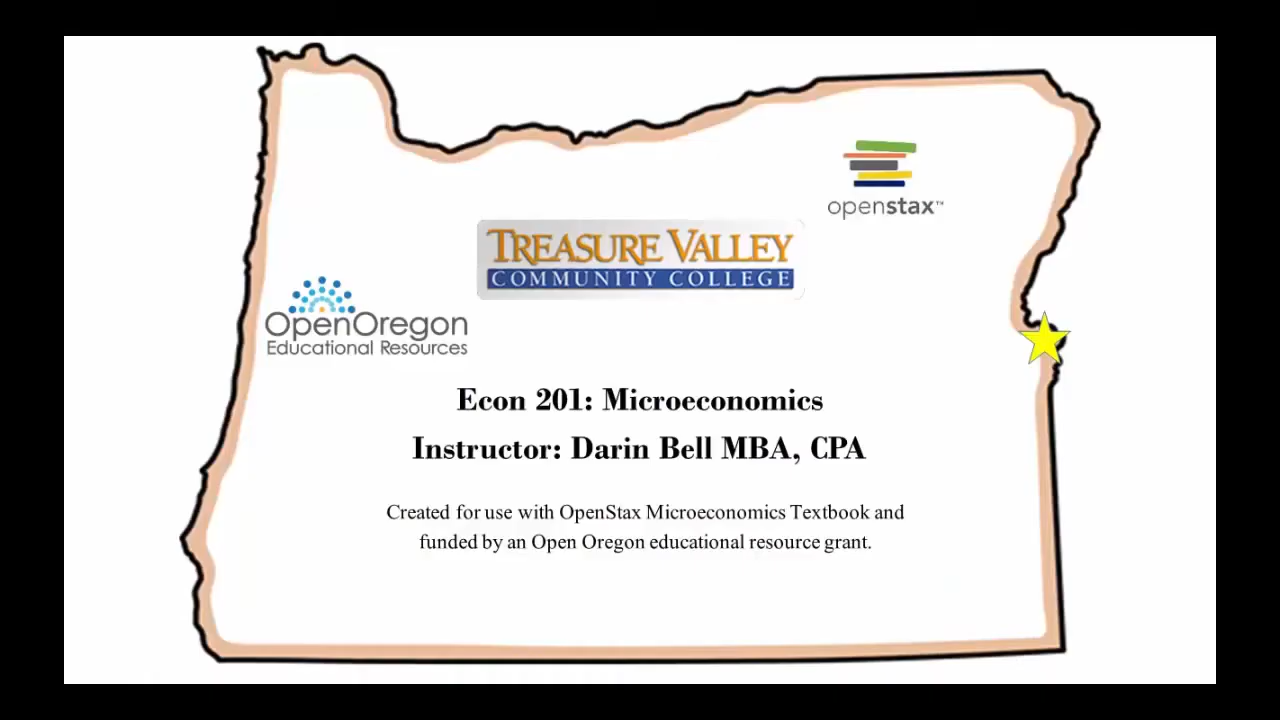 openstax™
TREASURE VALLEY
COMMUNITY COLLEGE
OpenOregon
Educational Resources
Econ 201: Microeconomics
Instructor: Darin Bell MBA, CPA
Created for use with OpenStax Microeconomics Textbook and
funded by an Open Oregon educational resource grant.